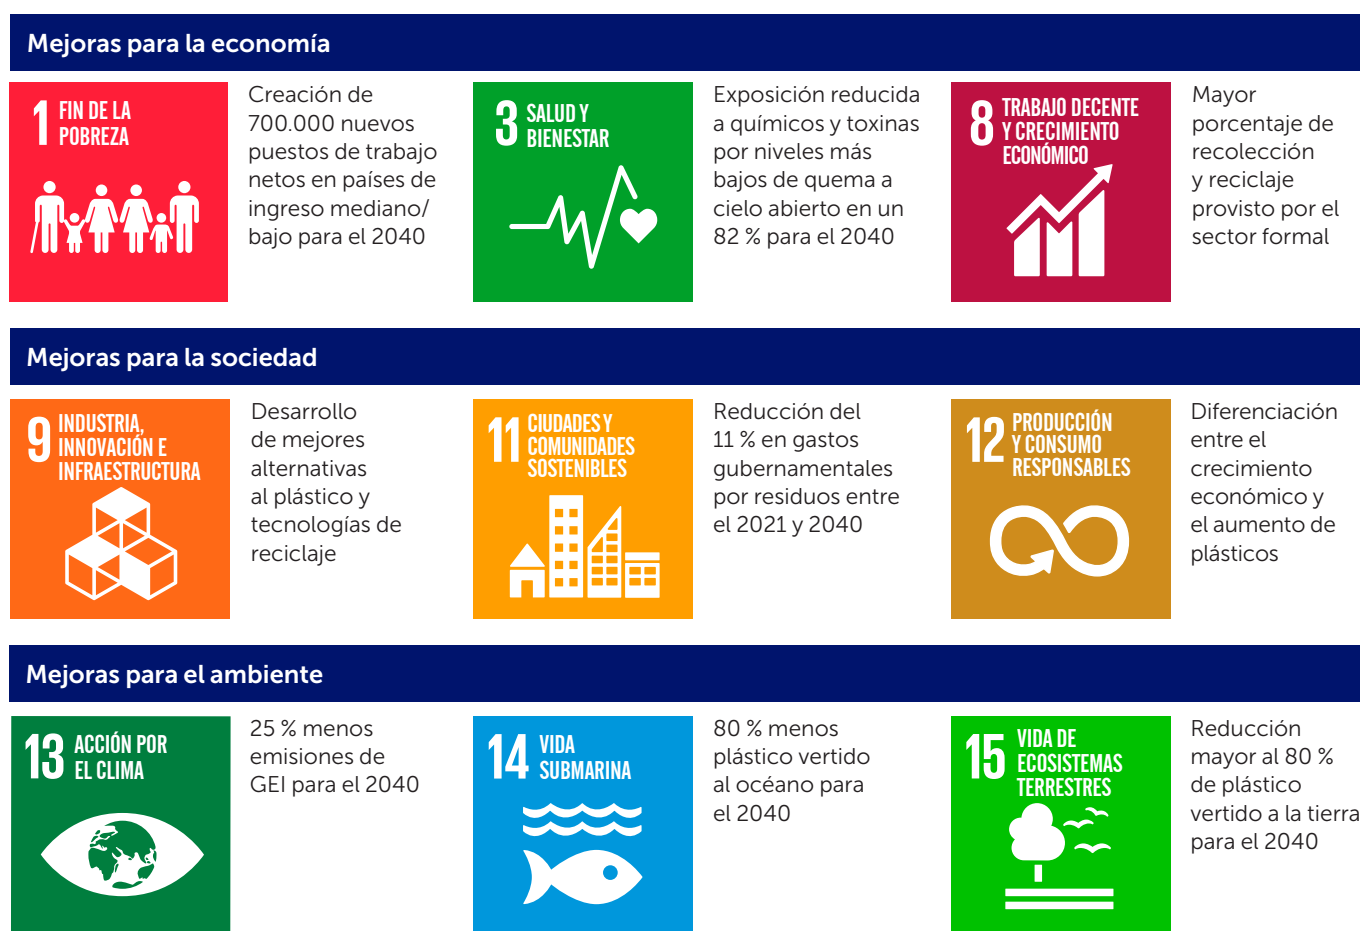 Mejoras para la economía
1 FIN DE LA
POBREZA
Creación de
700.000 nuevos
puestos de trabajo
netos en países de
ingreso mediano/
bajo para el 2040
3 SALUD Y
BIENESTAR
Exposición reducida
a químicos y toxinas
por niveles más
bajos de quema a
cielo abierto en un
82 % para el 2040
8 TRABAJO DECENTE
Y CRECIMIENTO
ECONÓMICO
Mayor
porcentaje de
recolección
y reciclaje
provisto por el
sector formal
Mejoras para la sociedad
9 INDUSTRIA,
INNOVACIÓN E
INFRAESTRUCTURA
Desarrollo
de mejores
alternativas
al plástico y
tecnologías de
reciclaje
11 CIUDADES Y
COMUNIDADES
SOSTENIBLES
Reducción del
11 % en gastos
gubernamentales
por residuos entre
el 2021 y 2040
12 PRODUCCIÓN
Y CONSUMO
RESPONSABLES
Diferenciación
entre el
crecimiento
económico y
el aumento de
plásticos
Mejoras para el ambiente
13 ACCIÓN POR
EL CLIMA
25 % menos
emisiones de
GEI para el 2040
14 VIDA
SUBMARINA
80 % menos
plástico vertido
al océano para
el 2040
15 VIDA DE
ECOSISTEMAS
TERRESTRES
Reducción
mayor al 80 %
de plástico
vertido a la tierra
para el 2040